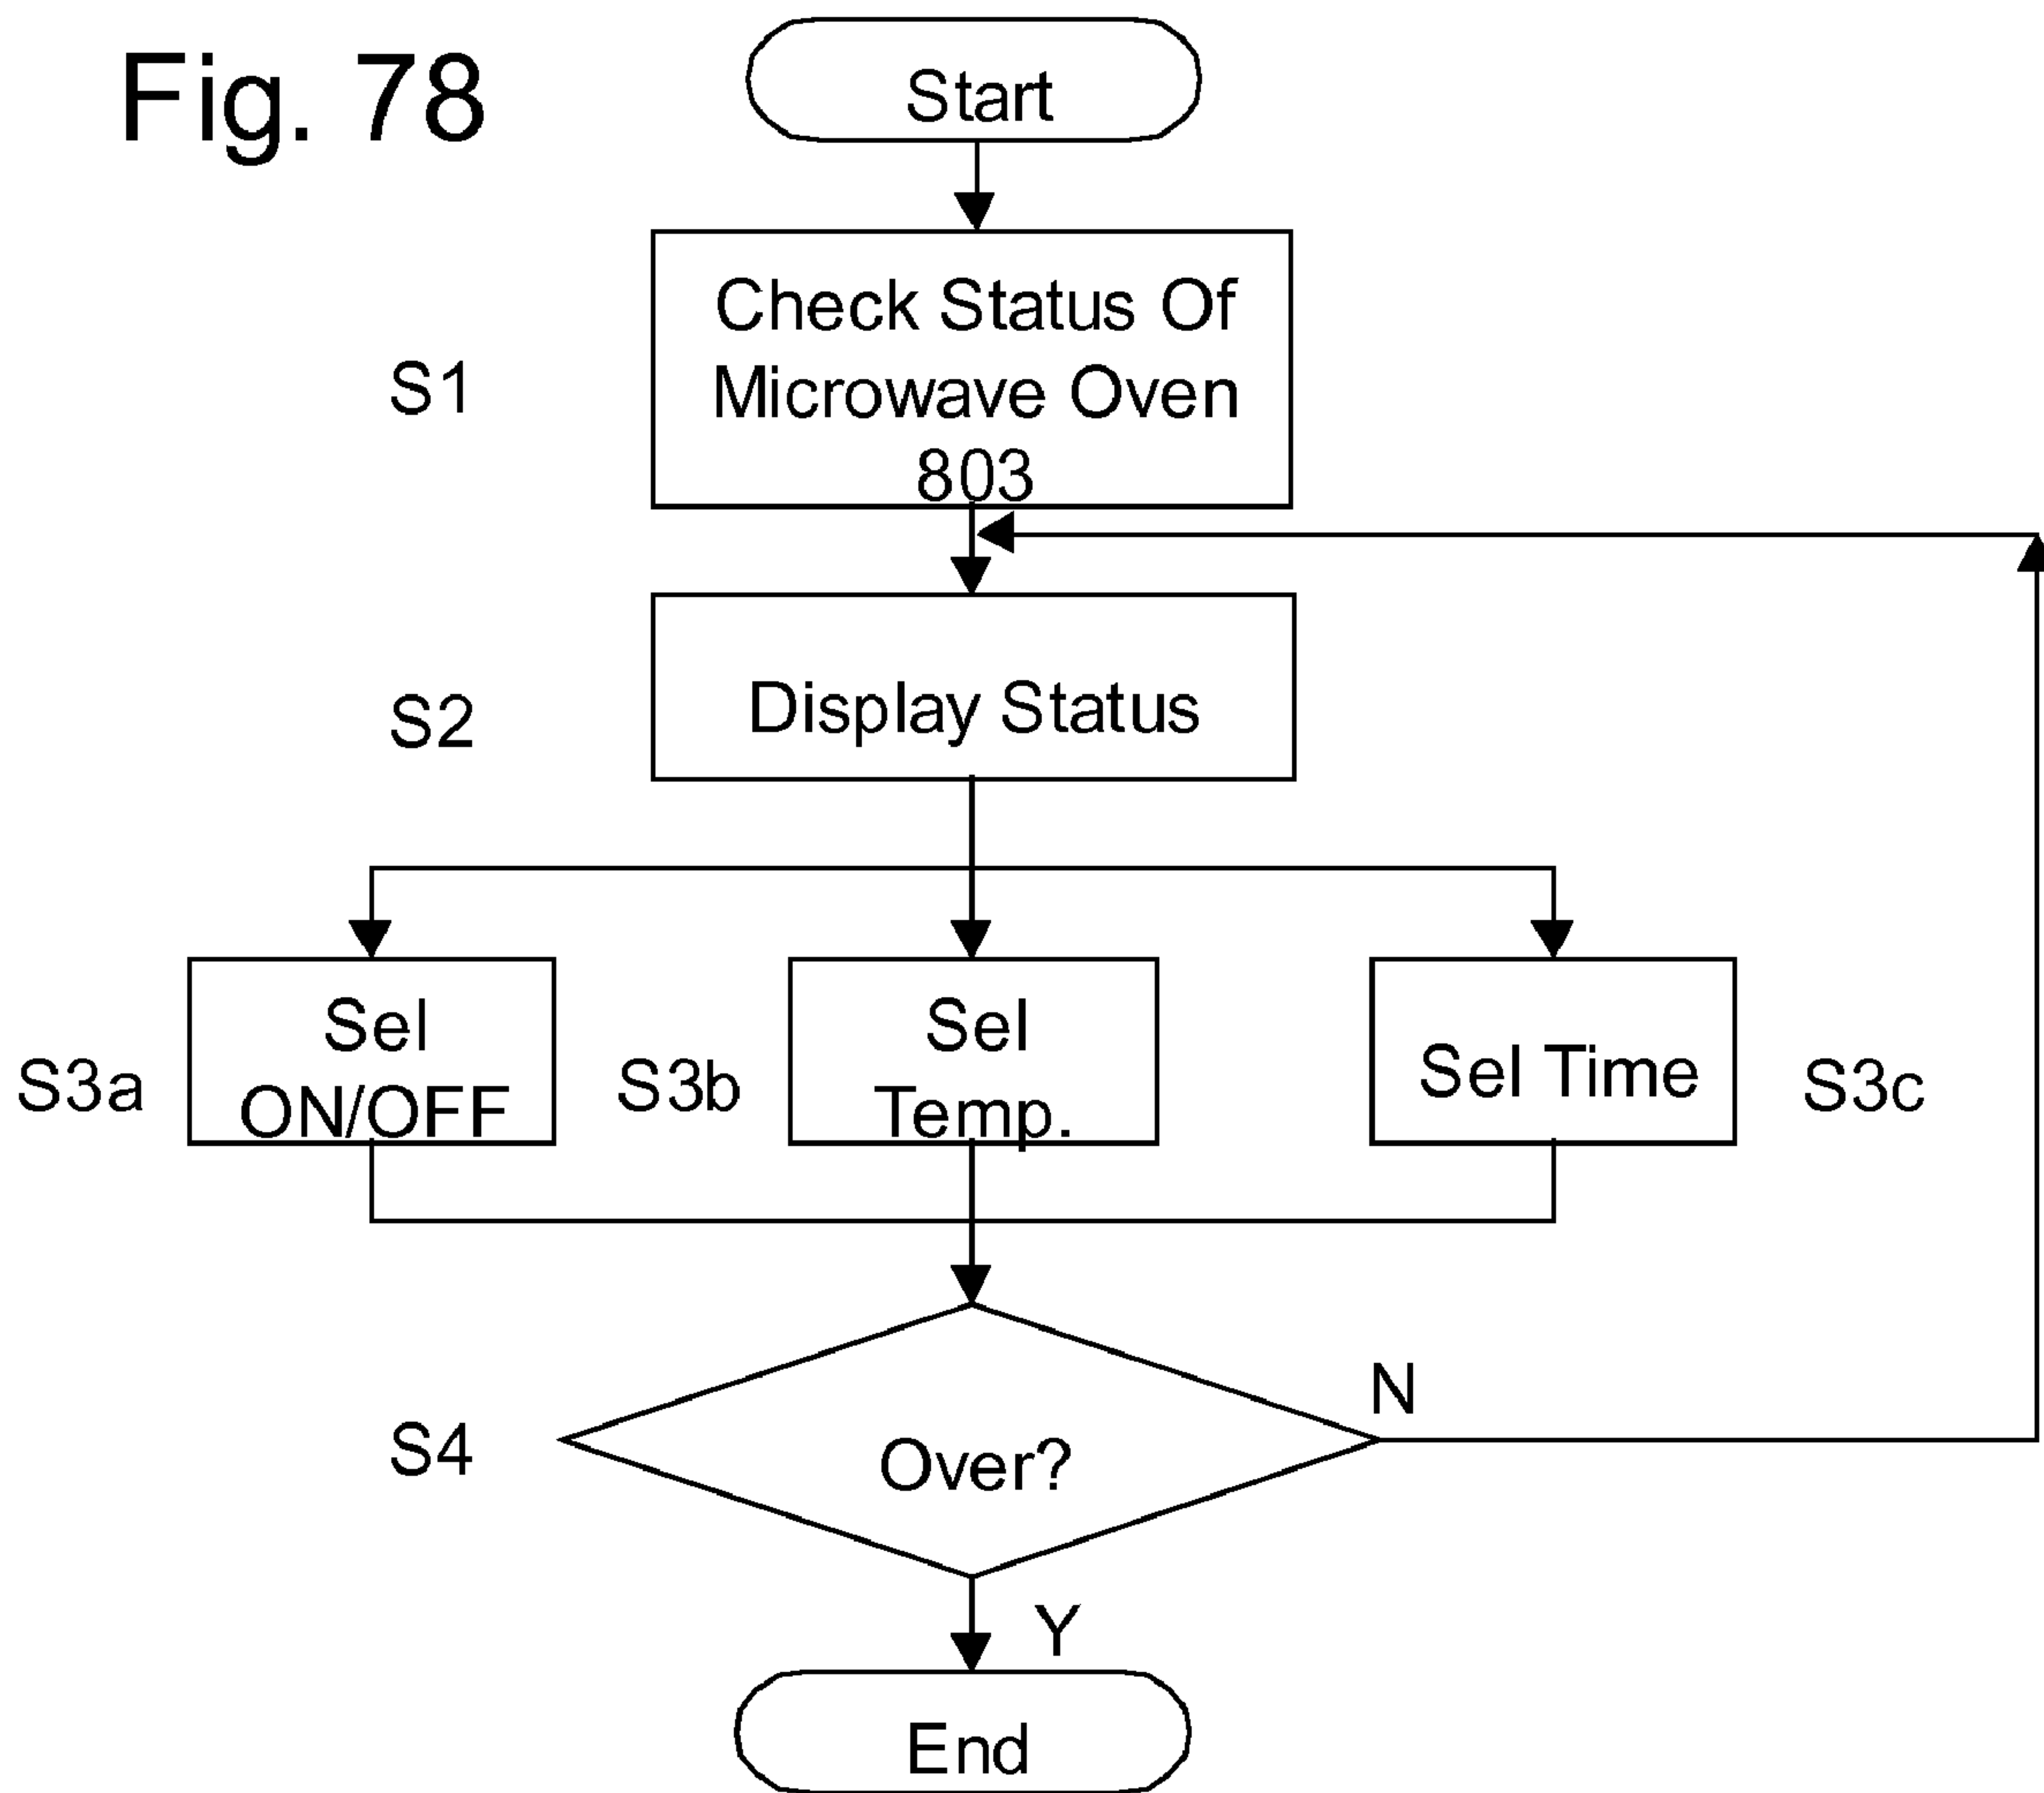 Fig. 78
Start
S1
Check Status Of
Microwave Oven
803
S2
Display Status
S3a
Sel
ON/OFF
S3b
Sel
Temp.
Sel Time
S3c
S4
Over?
N
Y
End